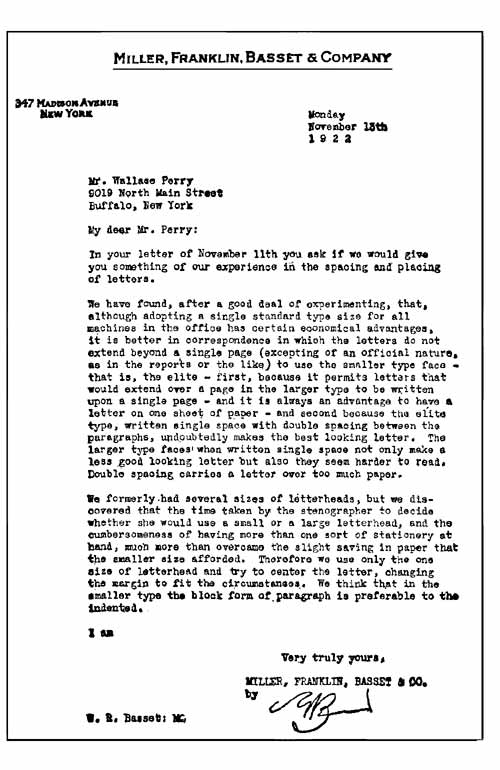 MILLER, FRANKLIN, BASSET & COMPANY
347 MADISON AVENUE
NEW YORK
Monday
November 13th
1 9 2 2
Mr. Wallace Perry
9019 North Main Street
Buffalo, New York
My dear Mr. Perry:
In your letter of November 11th you ask if we would give
you something of our experience in the spacing and placing
of letters.
We have found, after a good deal of experimenting, that,
although adopting a single standard type size for all
machines in the office has certain economical advantages,
it is better in correspondence in which the letters do not
extend beyond a single page (excepting of an official nature,
as in the reports or the like) to use the smaller type face -
that is, the elite - first, because it permits letters that
would extend over a page in the larger type to be written
upon a single page - and it is always an advantage to have a
letter on one sheet of paper - and second because the elite
type, written single space with double spacing between the
paragraphs, undoubtedly makes the best looking letter. The
larger type faces when written single space not only make a
less good looking letter but also they seem harder to read.
Double spacing carries a letter over too much paper.
We formerly had several sizes of letterheads, but we dis-
covered that the time taken by the stenographer to decide
whether she would use a small or a large letterhead, and the
cumbersomeness of having more than one sort of stationery at
hand, much more than overcame the slight saving in paper that
the smaller size afforded. Therefore we use only the one
size of letterhead and try to center the letter, changing
the margin to fit the circumstances. We think that in the
smaller type the block form of paragraph is preferable to the
indented.
I am
Very truly yours,
MILLER, FRANKLIN, BASSET & CO.
by
W. R. Basset: MG